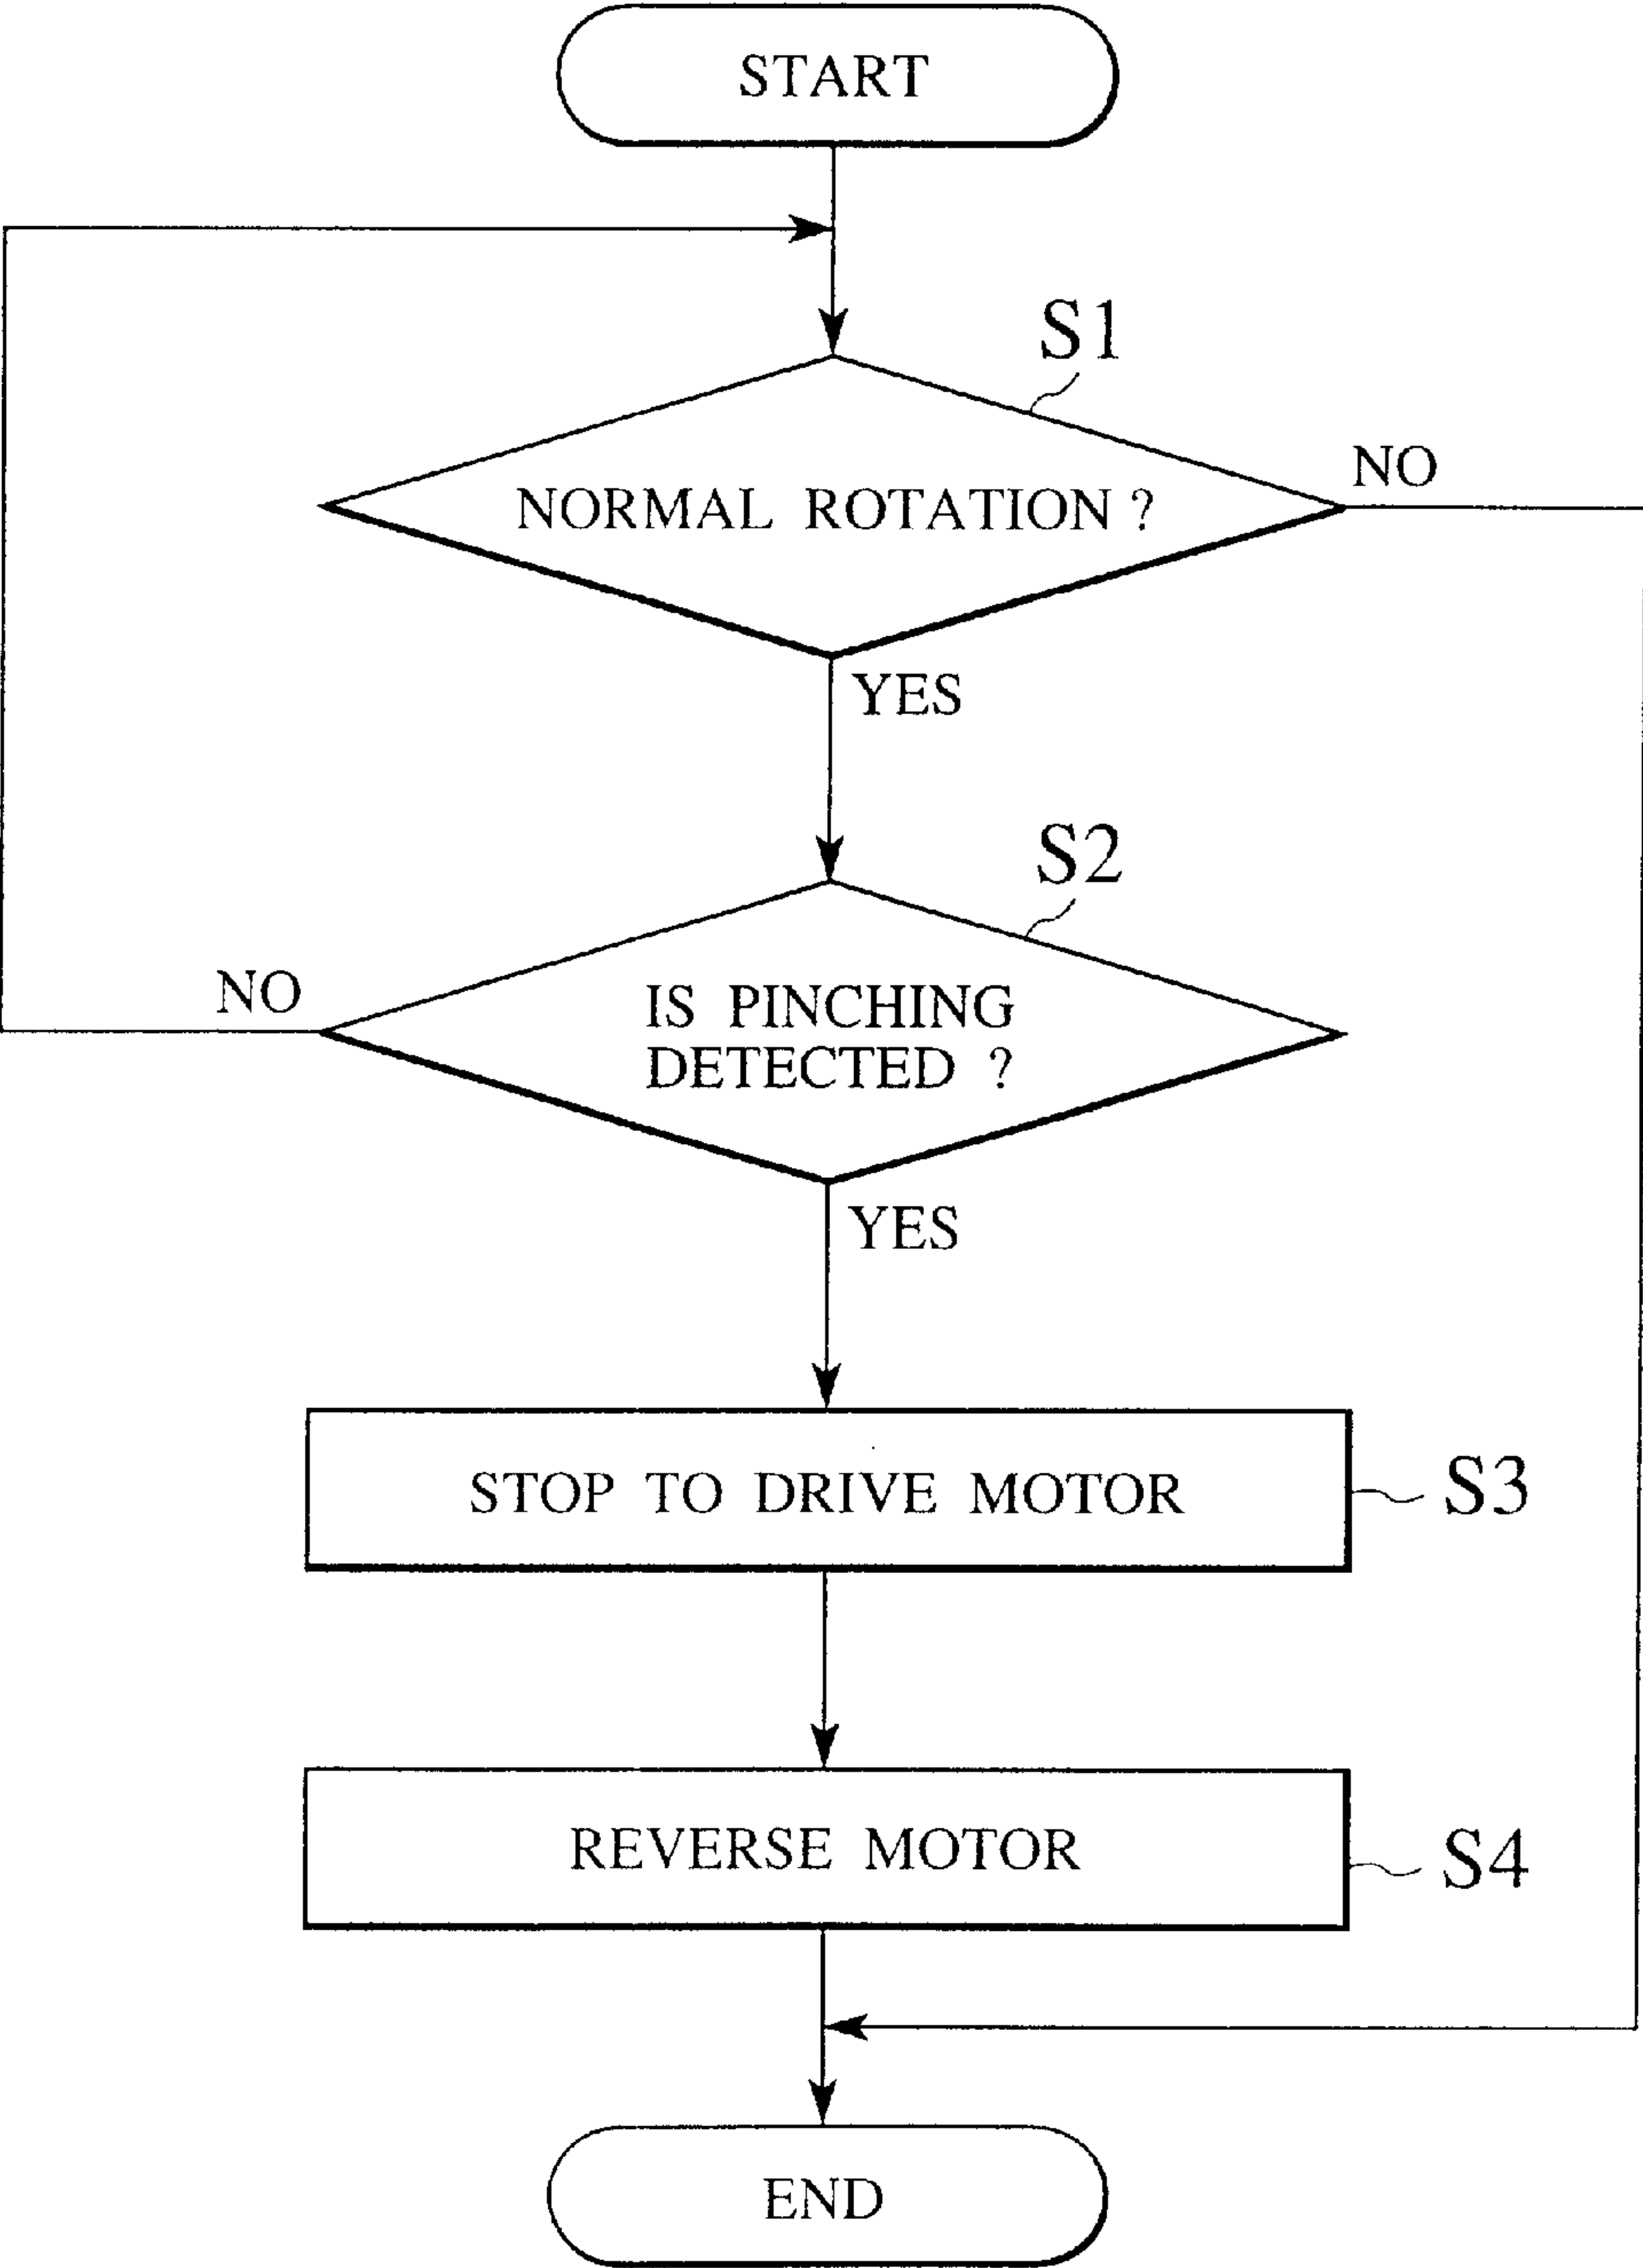 START
S1
NORMAL ROTATION ?
NO
YES
S2
NO
IS PINCHING
DETECTED ?
YES
STOP TO DRIVE MOTOR
S3
REVERSE MOTOR
S4
END